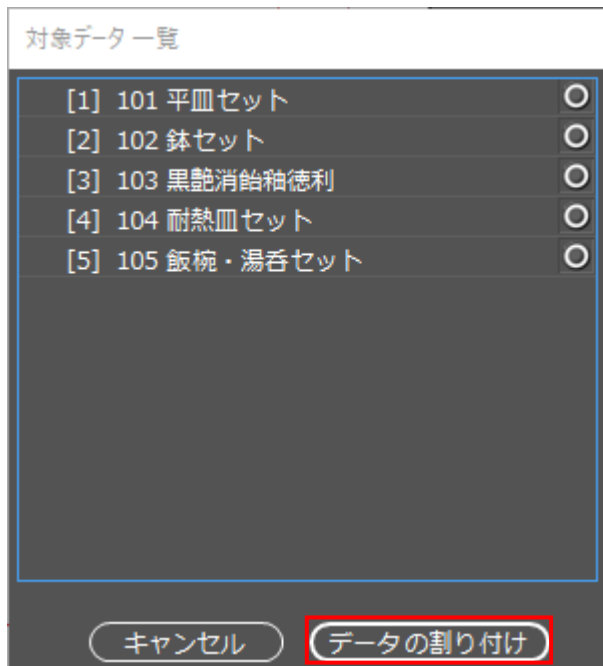 対象データ 一覧
[1] 101 平皿セット
[2] 102 鉢セット
[3] 103 黒艶消飴釉徳利
[4] 104 耐熱皿セット
[5] 105 飯椀・湯呑セット
キャンセル データの割り付け